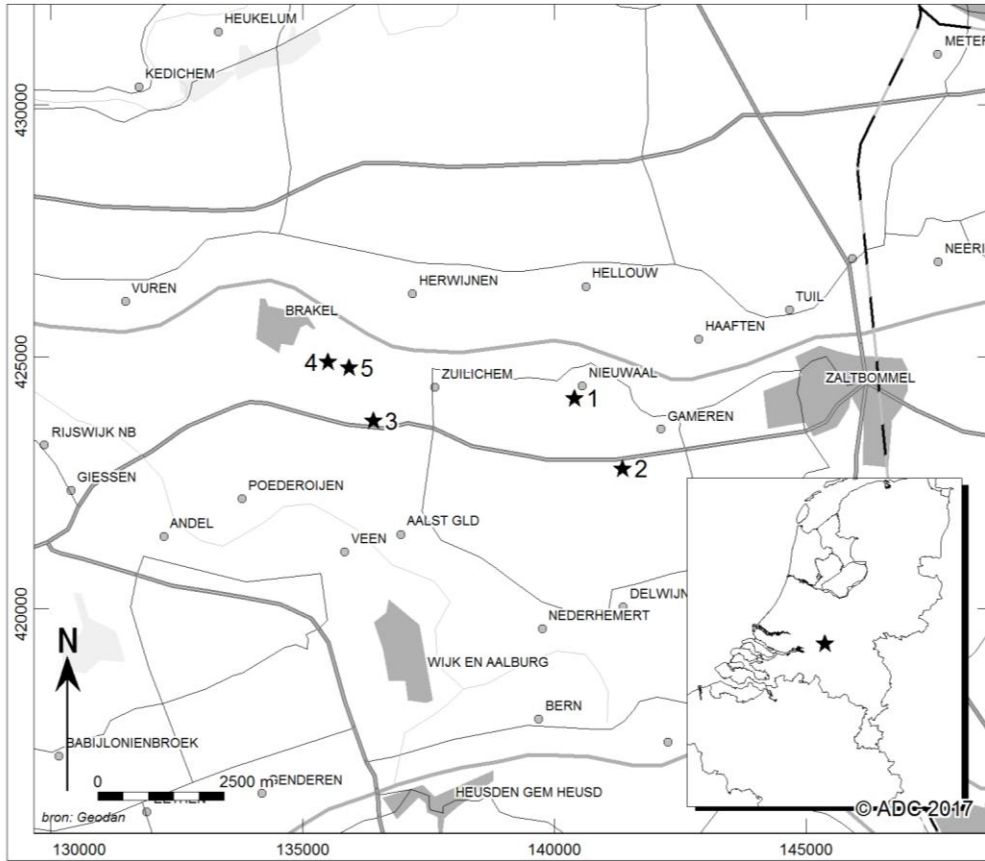 HEUKELUM
METER
KEDICHEM
430000
VUREN
HERWIJNEN
HELLOUW
NEERIJ
TUIL
BRAKEL
HAAFTEN
425000
4
5
ZUILICHEM
NIEUWAAL
1
ZALTBOMMEL
3
GAMEREN
RIJSWIJK NB
2
GIESSEN
POEDEROIJEN
ANDEL
AALST GLD
VEEN
420000
DELWIJN
NEDERHEMERT
N
WIJK EN AALBURG
BERN
BABIJLONIENBROEK
0 2500 m
GENDEREN
HEUSDEN GEM HEUSD
bron: Geodan
© ADC 2017
130000 135000 140000 145000